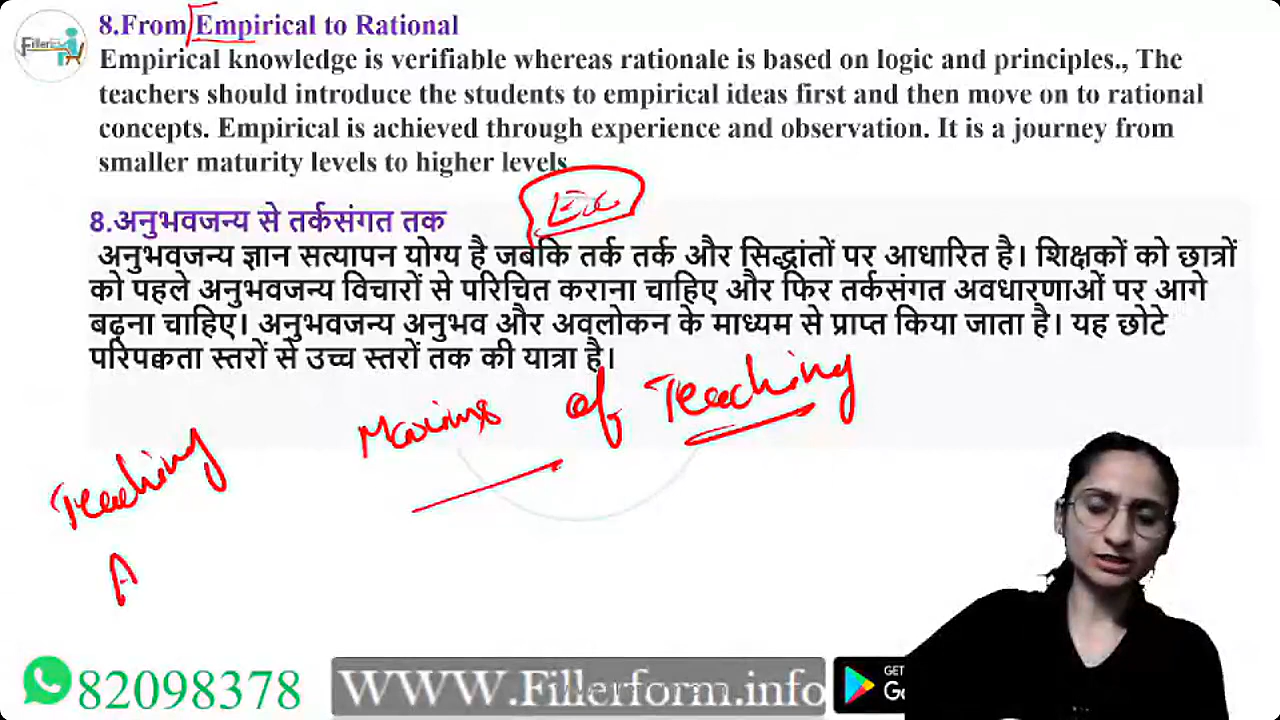 8.From Empirical to Rational
Empirical knowledge is verifiable whereas rationale is based on logic and principles., The
teachers should introduce the students to empirical ideas first and then move on to rational
concepts. Empirical is achieved through experience and observation. It is a journey from
smaller maturity levels to higher levels
8.अनुभवजन्य से तर्कसंगत तक
अनुभवजन्य ज्ञान सत्यापन योग्य है जबकि तर्क तर्क और सिद्धांतों पर आधारित है। शिक्षकों को छात्रों
को पहले अनुभवजन्य विचारों से परिचित कराना चाहिए और फिर तर्कसंगत अवधारणाओं पर आगे
बढ़ना चाहिए। अनुभवजन्य अनुभव और अवलोकन के माध्यम से प्राप्त किया जाता है। यह छोटे
परिपक्वता स्तरों से उच्च स्तरों तक की यात्रा है।
Maxims of Teaching
Teaching
A
82098378
WWW.Fillerform.info
GET
Go